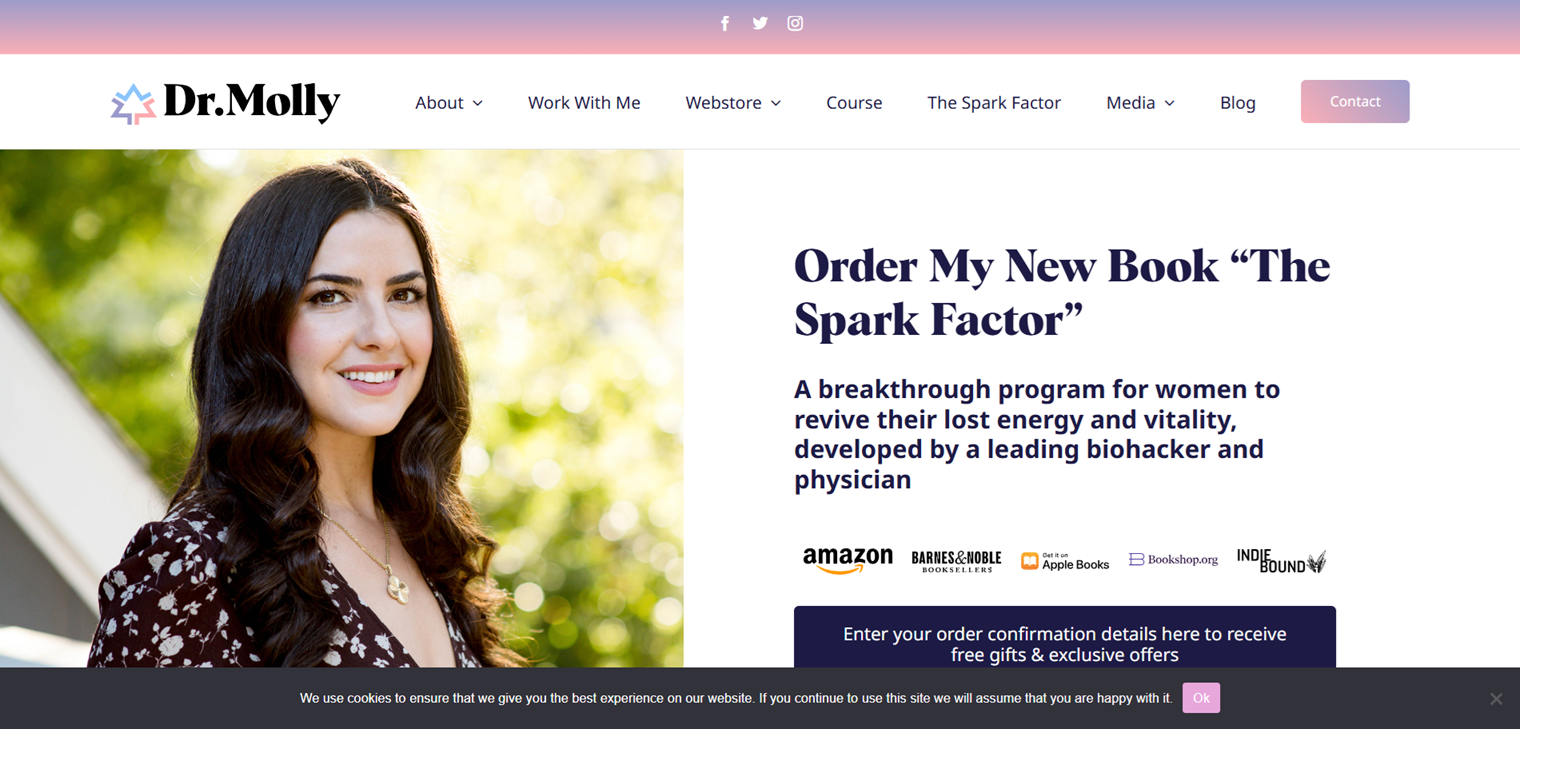 Dr.Molly
About
Work With Me
Webstore
Course
The Spark Factor
Media
Blog
Contact
Order My New Book “The
Spark Factor”
A breakthrough program for women to
revive their lost energy and vitality,
developed by a leading biohacker and
physician
amazon
BARNES&NOBLE
BOOKSELLERS
Get it on
Apple Books
Bookshop.org
INDIE
BOUND
Enter your order confirmation details here to receive
free gifts & exclusive offers
We use cookies to ensure that we give you the best experience on our website. If you continue to use this site we will assume that you are happy with it.
Ok